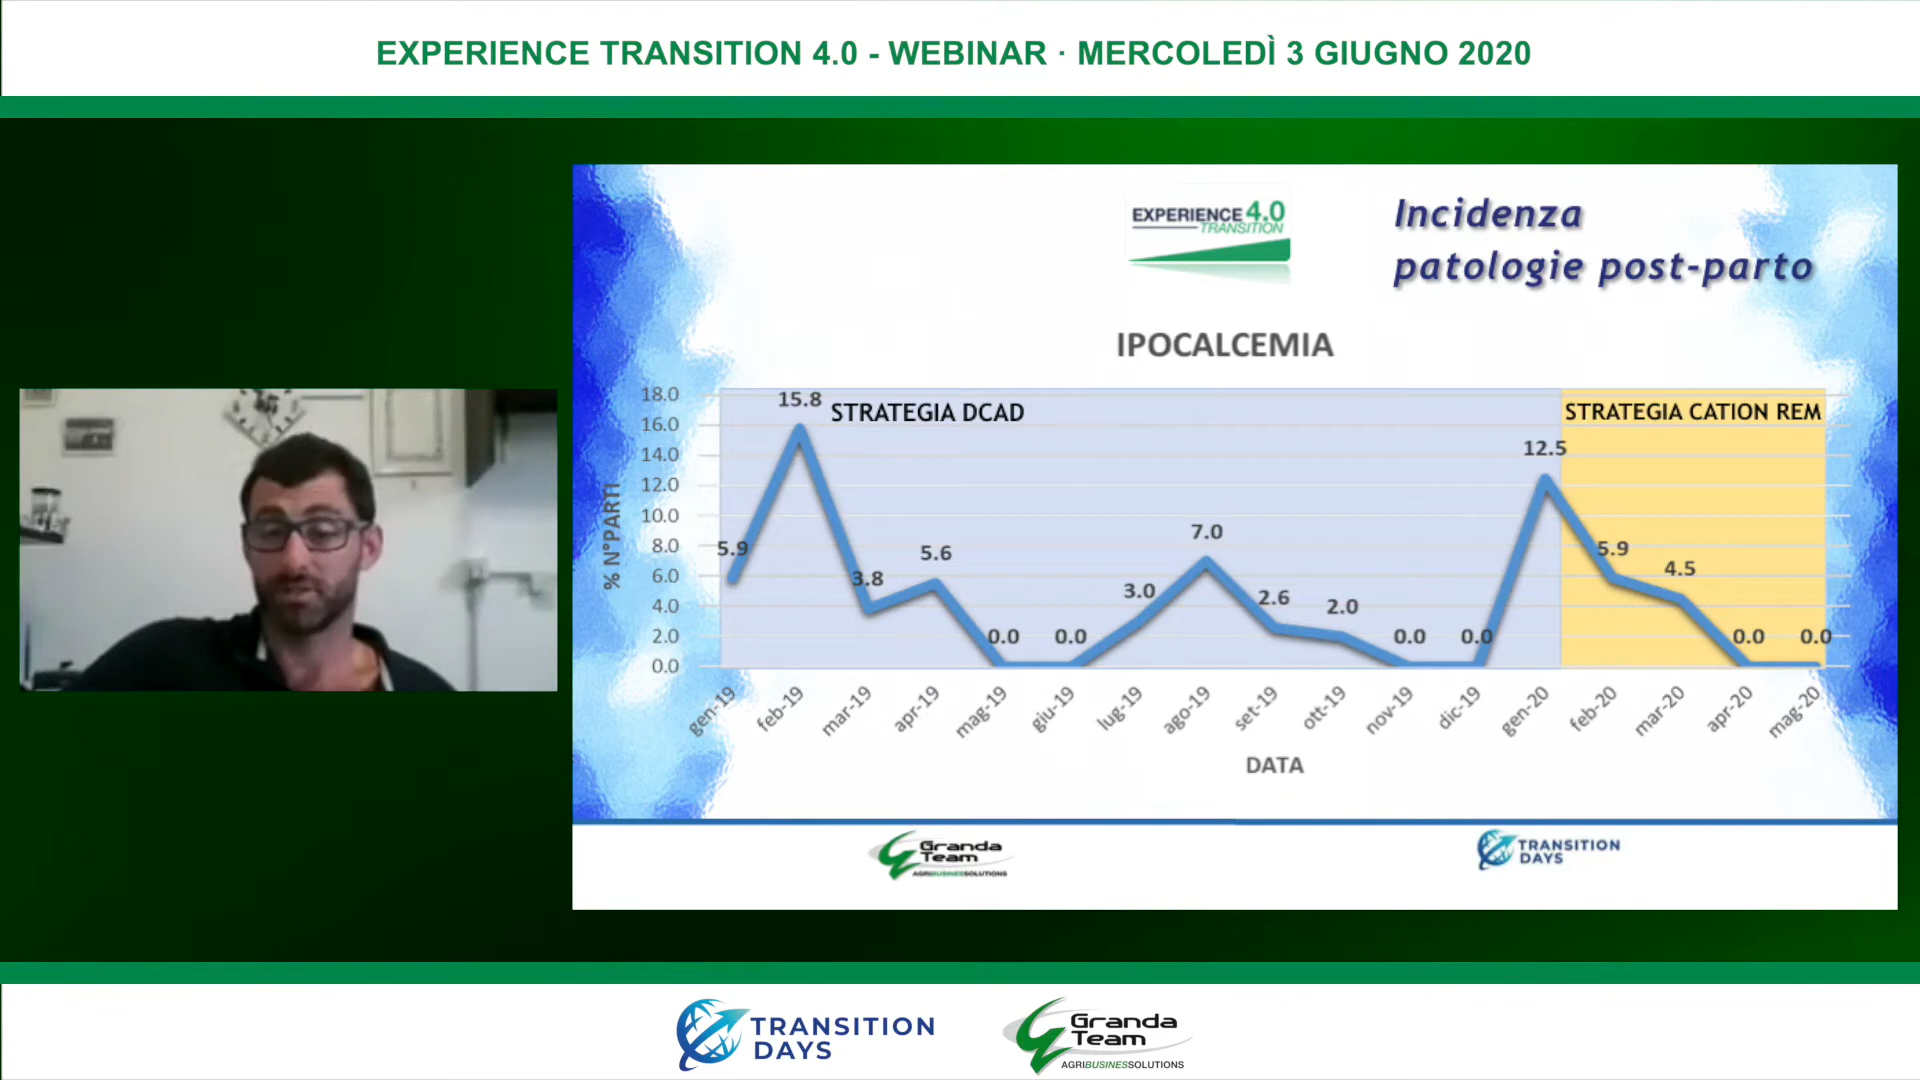 EXPERIENCE TRANSITION 4.0 - WEBINAR · MERCOLEDÌ 3 GIUGNO 2020
EXPERIENCE 4.0
TRANSITION
Incidenza
patologie post-parto
IPOCALCEMIA
STRATEGIA DCAD
STRATEGIA CATION REM
% N°PARTI
18.0
16.0
14.0
12.0
10.0
8.0
6.0
4.0
2.0
0.0
5.9
15.8
3.8
5.6
0.0
0.0
3.0
7.0
2.6
2.0
0.0
0.0
12.5
5.9
4.5
0.0
0.0
gen-19
feb-19
mar-19
apr-19
mag-19
giu-19
lug-19
ago-19
set-19
ott-19
nov-19
dic-19
gen-20
feb-20
mar-20
apr-20
mag-20
DATA
Granda
Team
AGRIBUSINESSOLUTIONS
TRANSITION
DAYS
TRANSITION
DAYS
Granda
Team
AGRIBUSINESSOLUTIONS